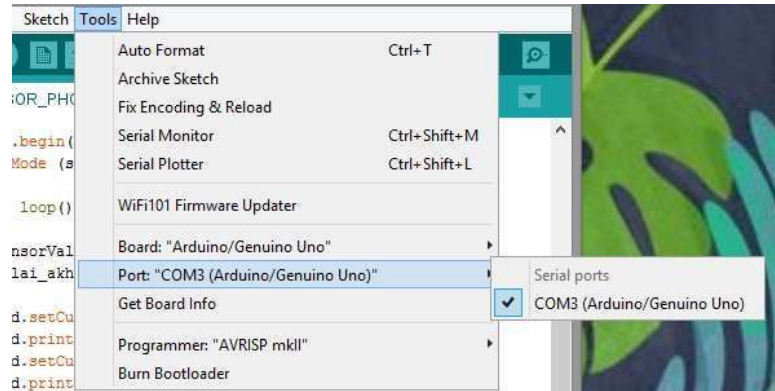 Sketch Tools Help
Auto Format Ctrl+T
Archive Sketch
Fix Encoding & Reload
Serial Monitor Ctrl+Shift+M
Serial Plotter Ctrl+Shift+L
WiFi101 Firmware Updater
Board: "Arduino/Genuino Uno"
Port: "COM3 (Arduino/Genuino Uno)"
Get Board Info
Programmer: "AVRISP mkII"
Burn Bootloader
Serial ports
COM3 (Arduino/Genuino Uno)
OR_PH
.begin(
Mode (s
loop()
nsorVal
lai_akh
d.setCu
d.print
d.setCu
d.print